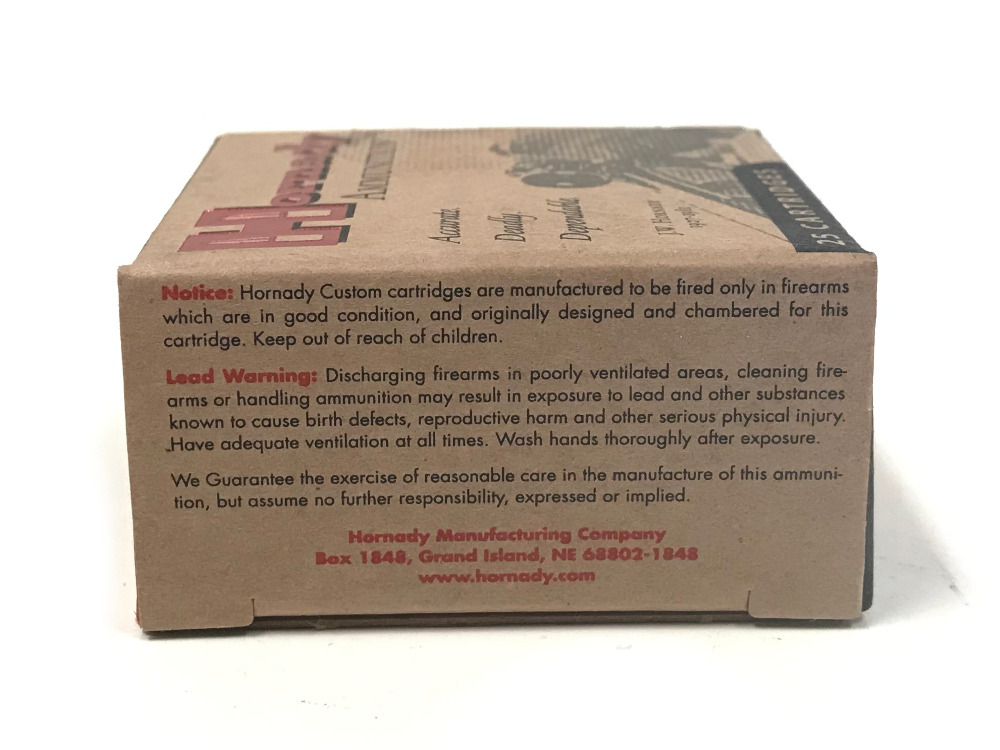 Hornady
AMMUNITION
Accurate.
Deadly.
Dependable.
J.W. HORNADY
1907-1981
25 CARTRIDGES
Notice: Hornady Custom cartridges are manufactured to be fired only in firearms
which are in good condition, and originally designed and chambered for this
cartridge. Keep out of reach of children.
Lead Warning: Discharging firearms in poorly ventilated areas, cleaning fire-
arms or handling ammunition may result in exposure to lead and other substances
known to cause birth defects, reproductive harm and other serious physical injury.
Have adequate ventilation at all times. Wash hands thoroughly after exposure.
We Guarantee the exercise of reasonable care in the manufacture of this ammuni-
tion, but assume no further responsibility, expressed or implied.
Hornady Manufacturing Company
Box 1848, Grand Island, NE 68802-1848
www.hornady.com